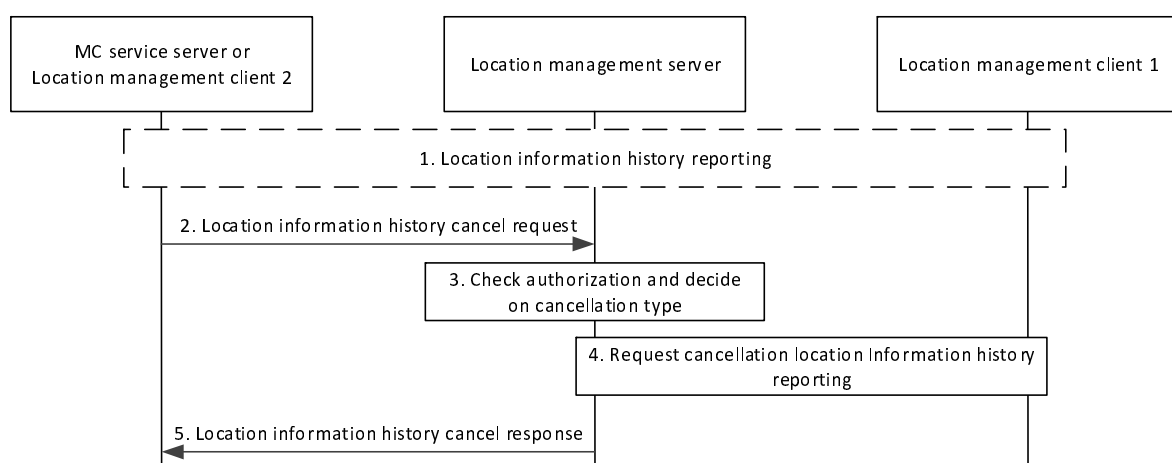 MC service server or
Location management client 2
Location management server
Location management client 1
1. Location information history reporting
2. Location information history cancel request
3. Check authorization and decide
on cancellation type
4. Request cancellation location Information history
reporting
5. Location information history cancel response